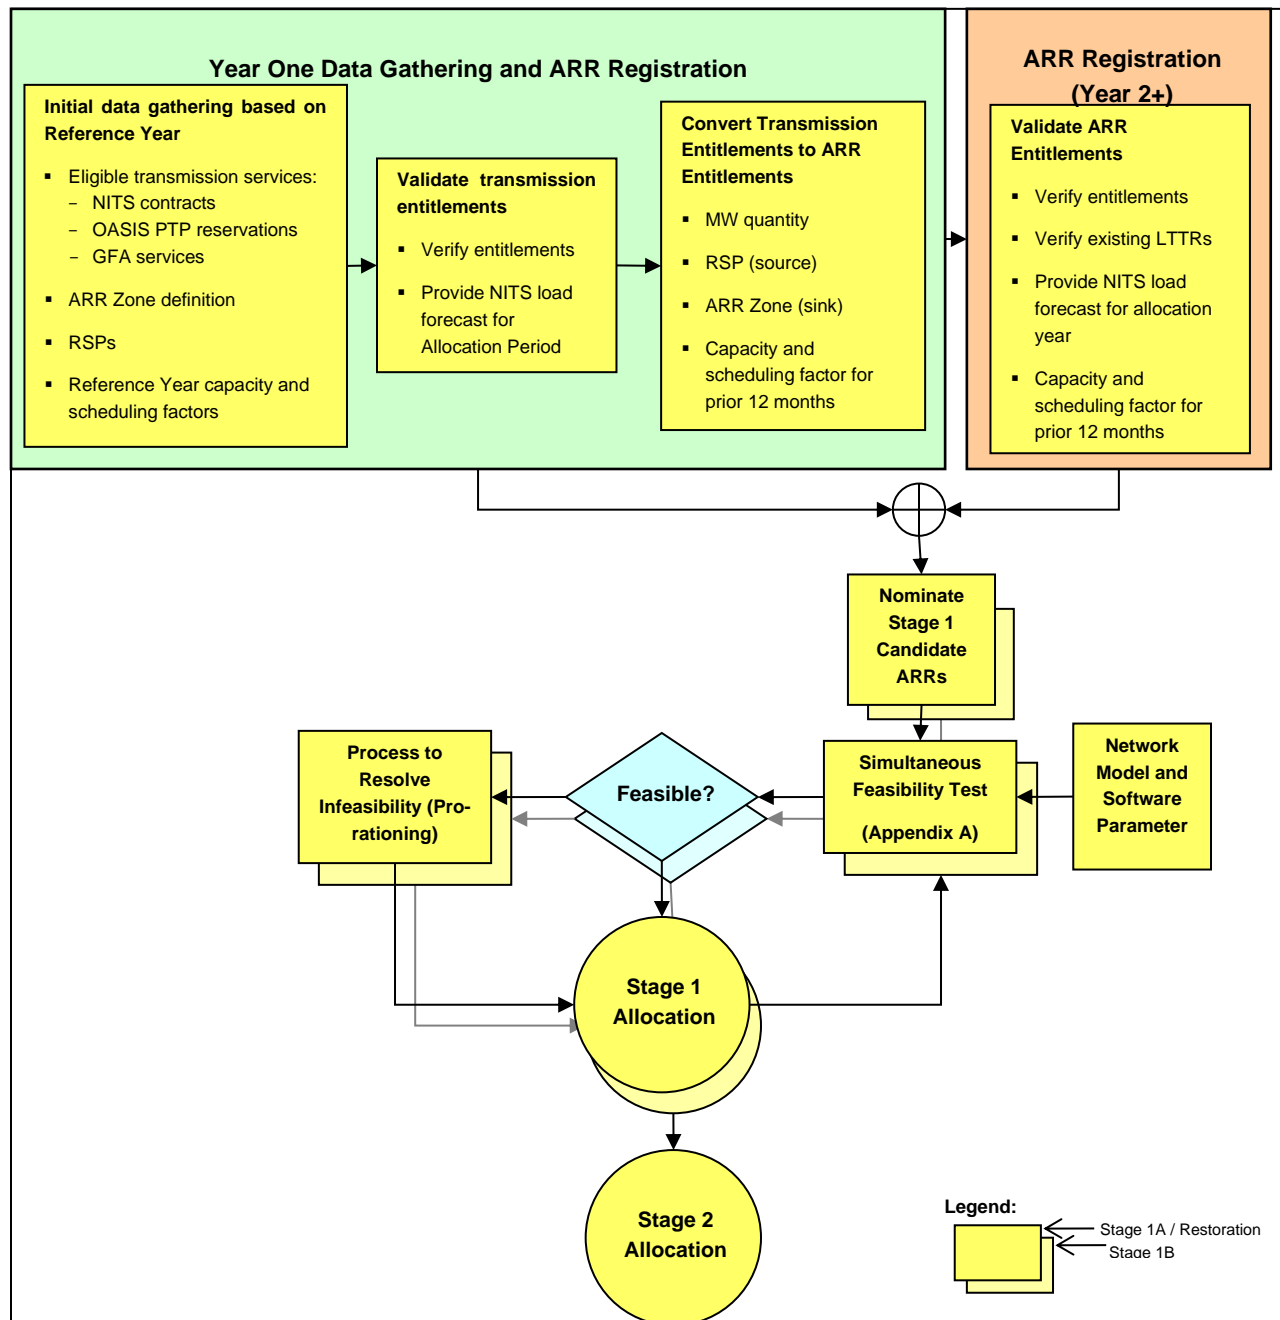 Year One Data Gathering and ARR Registration
Initial data gathering based on
Reference Year
▪ Eligible transmission services:
– NITS contracts
– OASIS PTP reservations
– GFA services
▪ ARR Zone definition
▪ RSPs
▪ Reference Year capacity and
scheduling factors
Validate transmission
entitlements
▪ Verify entitlements
▪ Provide NITS load
forecast for
Allocation Period
Convert Transmission
Entitlements to ARR
Entitlements
▪ MW quantity
▪ RSP (source)
▪ ARR Zone (sink)
▪ Capacity and
scheduling factor for
prior 12 months
ARR Registration
(Year 2+)
Validate ARR
Entitlements
▪ Verify entitlements
▪ Verify existing LTTRs
▪ Provide NITS load
forecast for allocation
year
▪ Capacity and
scheduling factor for
prior 12 months
Nominate
Stage 1
Candidate
ARRs
Process to
Resolve
Infeasibility (Pro-
rationing)
Feasible?
Simultaneous
Feasibility Test
(Appendix A)
Network
Model and
Software
Parameter
Stage 1
Allocation
Stage 2
Allocation
Legend:
Stage 1A / Restoration
Stage 1B